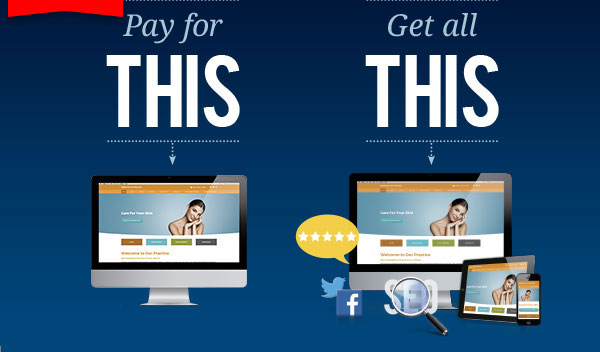 Pay for
THIS
Get all
THIS
Care For Your Skin
Welcome to Our Practice
Care For Your Skin
Welcome to Our Practice
f
SEO